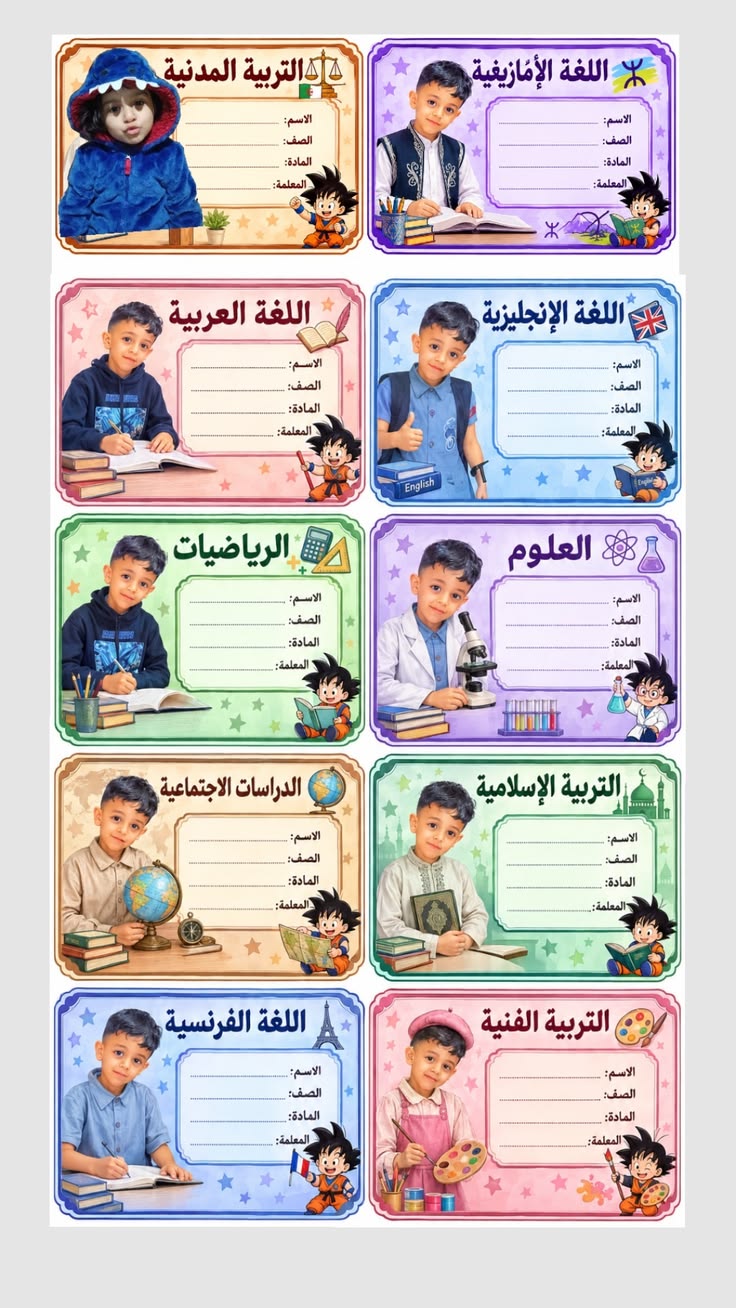 التربية المدنية
الاسم:
الصف:
المادة:
المعلمة:
اللغة الأمازيغية
الاسم:
الصف:
المادة:
المعلمة:
اللغة العربية
الاسم:
الصف:
المادة:
المعلمة:
اللغة الإنجليزية
الاسم:
الصف:
المادة:
المعلمة:
English
English
الرياضيات
الاسم:
الصف:
المادة:
المعلمة:
العلوم
الاسم:
الصف:
المادة:
المعلمة:
الدراسات الاجتماعية
الاسم:
الصف:
المادة:
المعلمة:
التربية الإسلامية
الاسم:
الصف:
المادة:
المعلمة:
اللغة الفرنسية
الاسم:
الصف:
المادة:
المعلمة:
التربية الفنية
الاسم:
الصف:
المادة:
المعلمة: